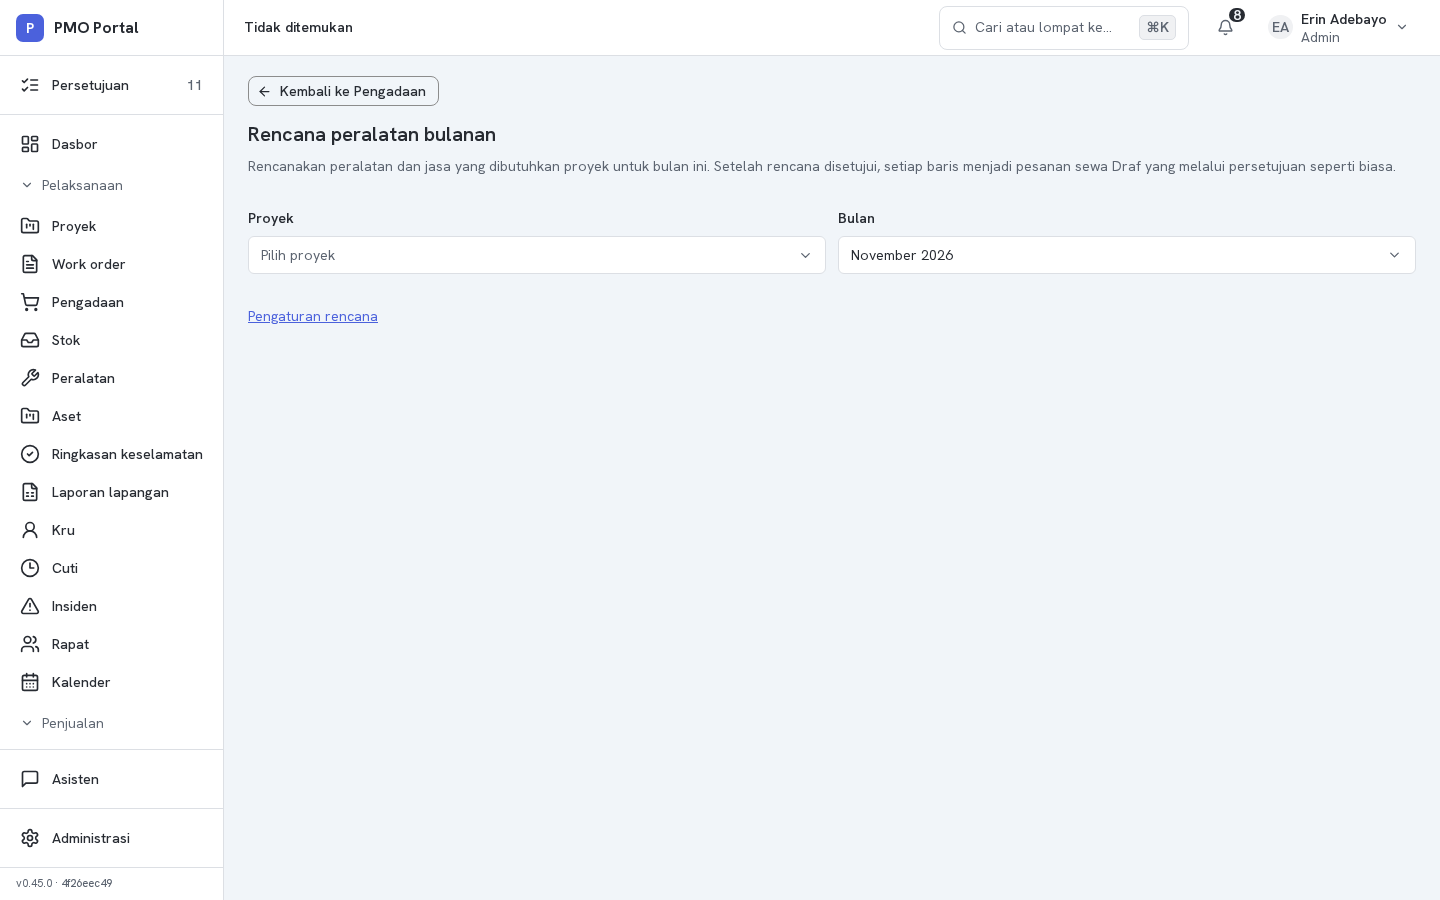 P PMO Portal
Tidak ditemukan
Cari atau lompat ke...
⌘K
8
EA
Erin Adebayo
Admin
Persetujuan 11
Dasbor
Pelaksanaan
Proyek
Work order
Pengadaan
Stok
Peralatan
Aset
Ringkasan keselamatan
Laporan lapangan
Kru
Cuti
Insiden
Rapat
Kalender
Penjualan
Asisten
Administrasi
v0.45.0 · 4f26eec49
Kembali ke Pengadaan
Rencana peralatan bulanan
Rencanakan peralatan dan jasa yang dibutuhkan proyek untuk bulan ini. Setelah rencana disetujui, setiap baris menjadi pesanan sewa Draf yang melalui persetujuan seperti biasa.
Proyek
Pilih proyek
Bulan
November 2026
Pengaturan rencana